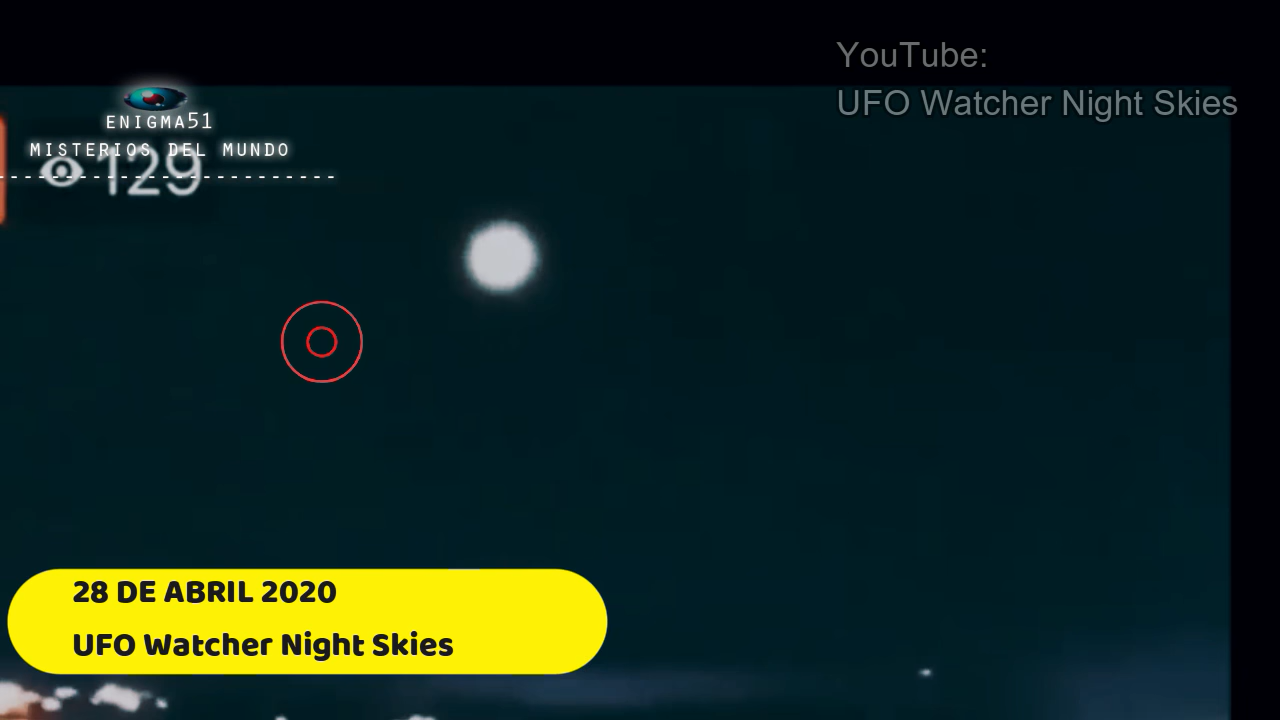 YouTube:
UFO Watcher Night Skies
ENIGMA51
MISTERIOS DEL MUNDO
129
28 DE ABRIL 2020
UFO Watcher Night Skies